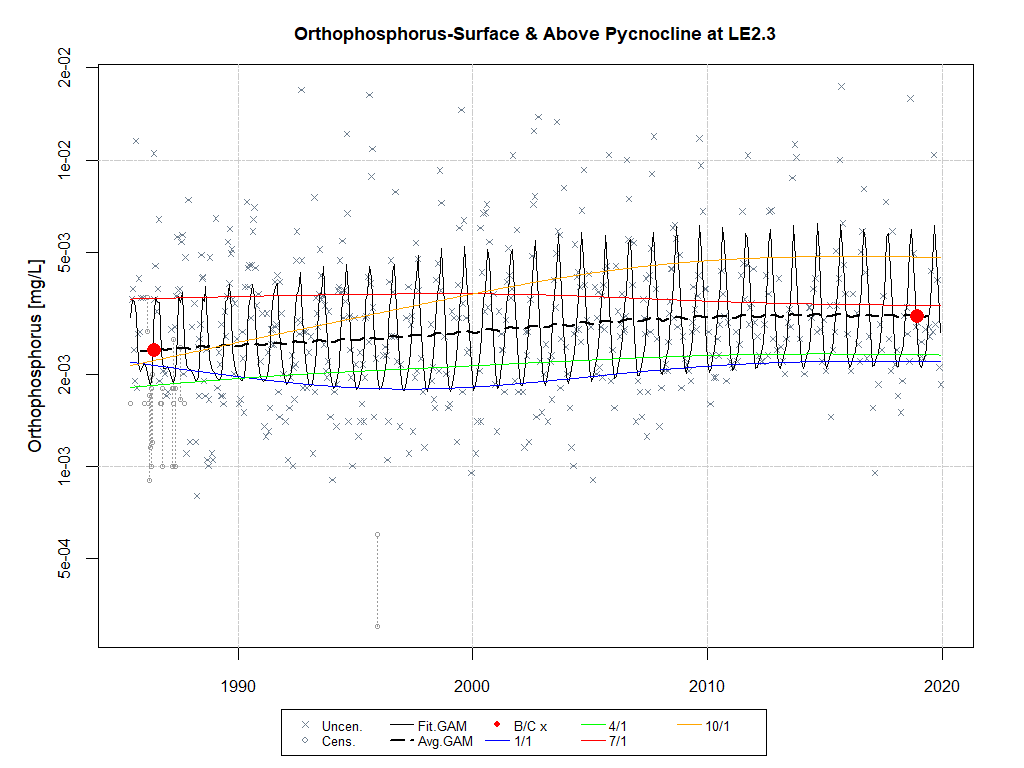 Orthophosphorus-Surface & Above Pycnocline at LE2.3
Orthophosphorus [mg/L]
2e-02
1e-02
5e-03
2e-03
1e-03
5e-04
1990 2000 2010 2020
Uncen. Fit.GAM B/C x 4/1 10/1
Cens. Avg.GAM 1/1 7/1